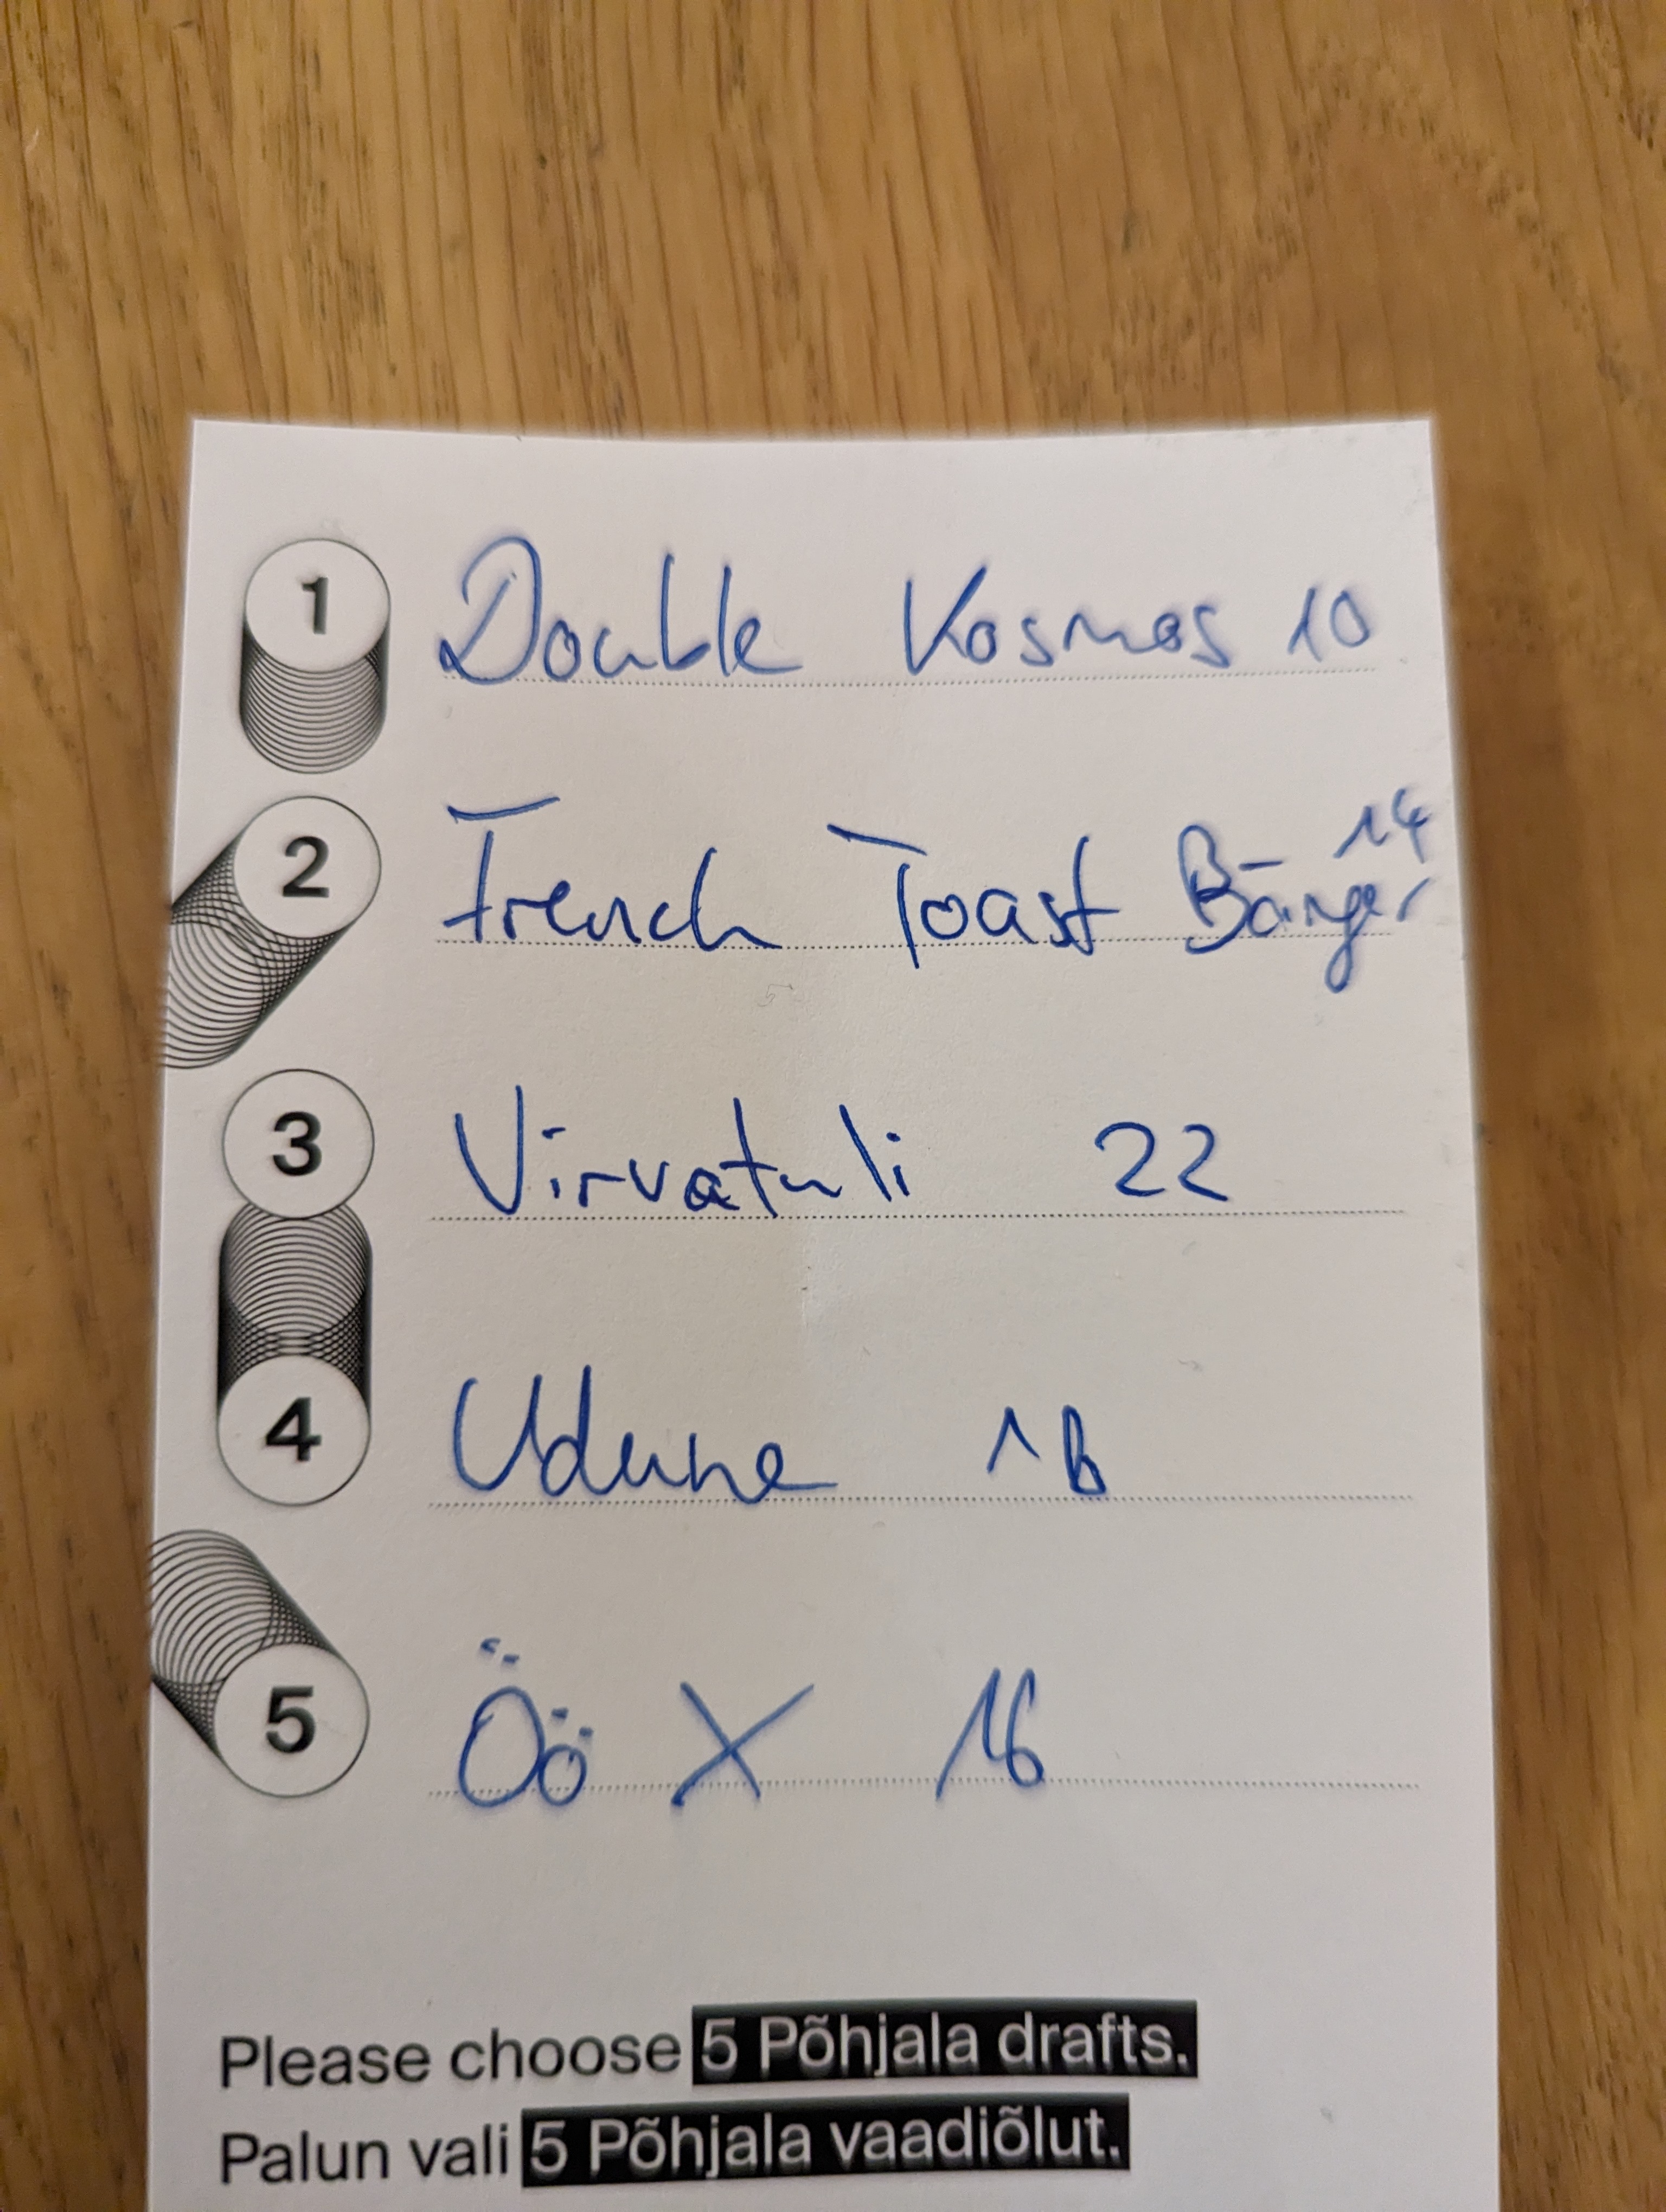 1 Double Kosmos 10
2 French Toast Bänger 14
3 Virvatuli 22
4 Udune 18
5 Öö X 16
Please choose 5 Põhjala drafts.
Palun vali 5 Põhjala vaadiõlut.